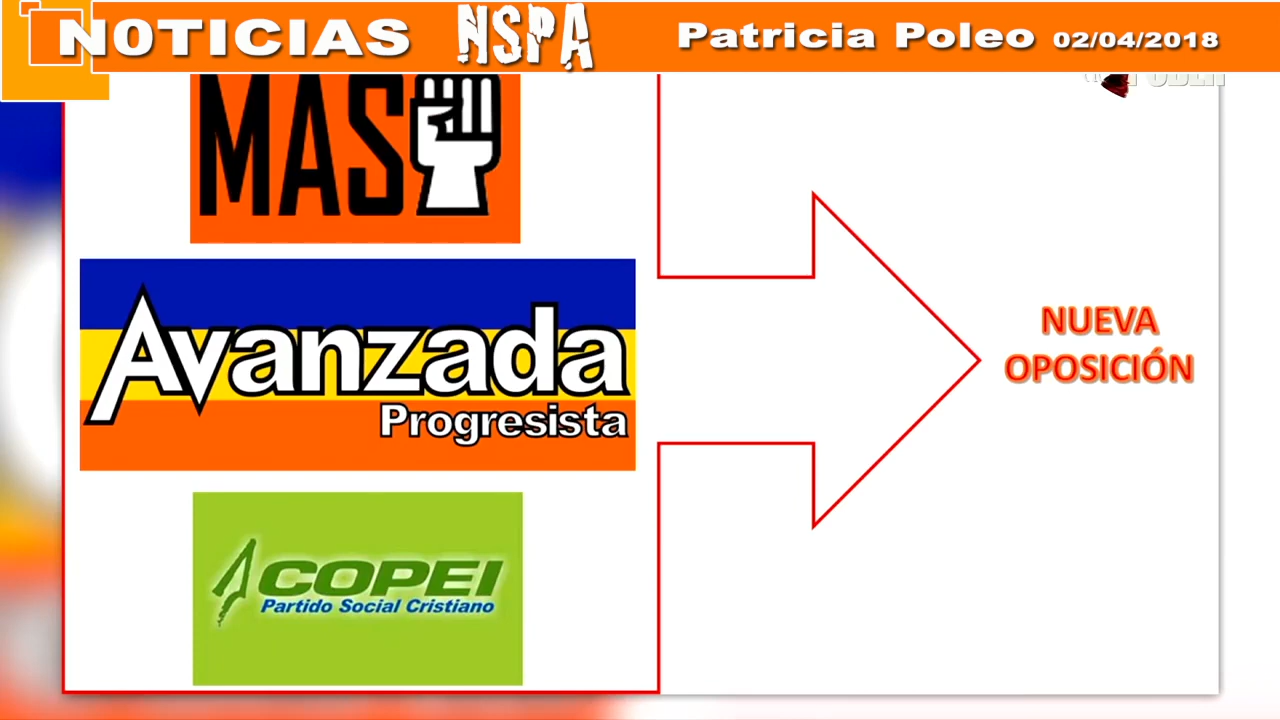 N0TICIAS NSPA Patricia Poleo 02/04/2018
MAS
Avanzada
Progresista
NUEVA
OPOSICIÓN
COPEI
Partido Social Cristiano